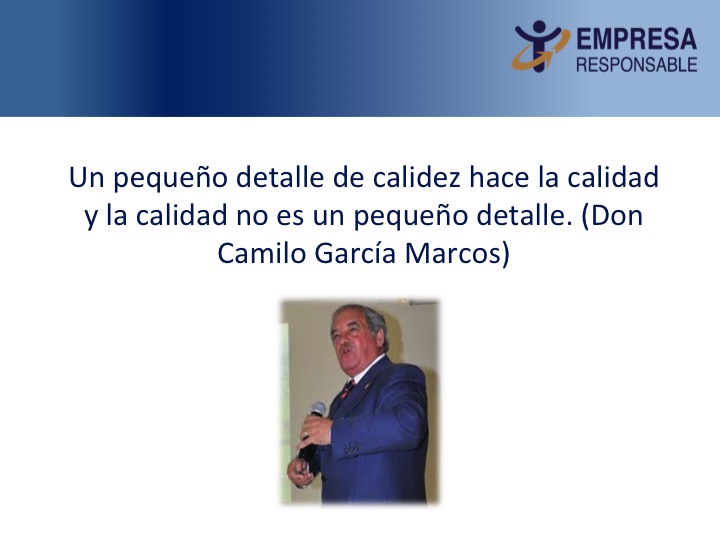 EMPRESA
RESPONSABLE
Un pequeño detalle de calidez hace la calidad
y la calidad no es un pequeño detalle. (Don
Camilo García Marcos)